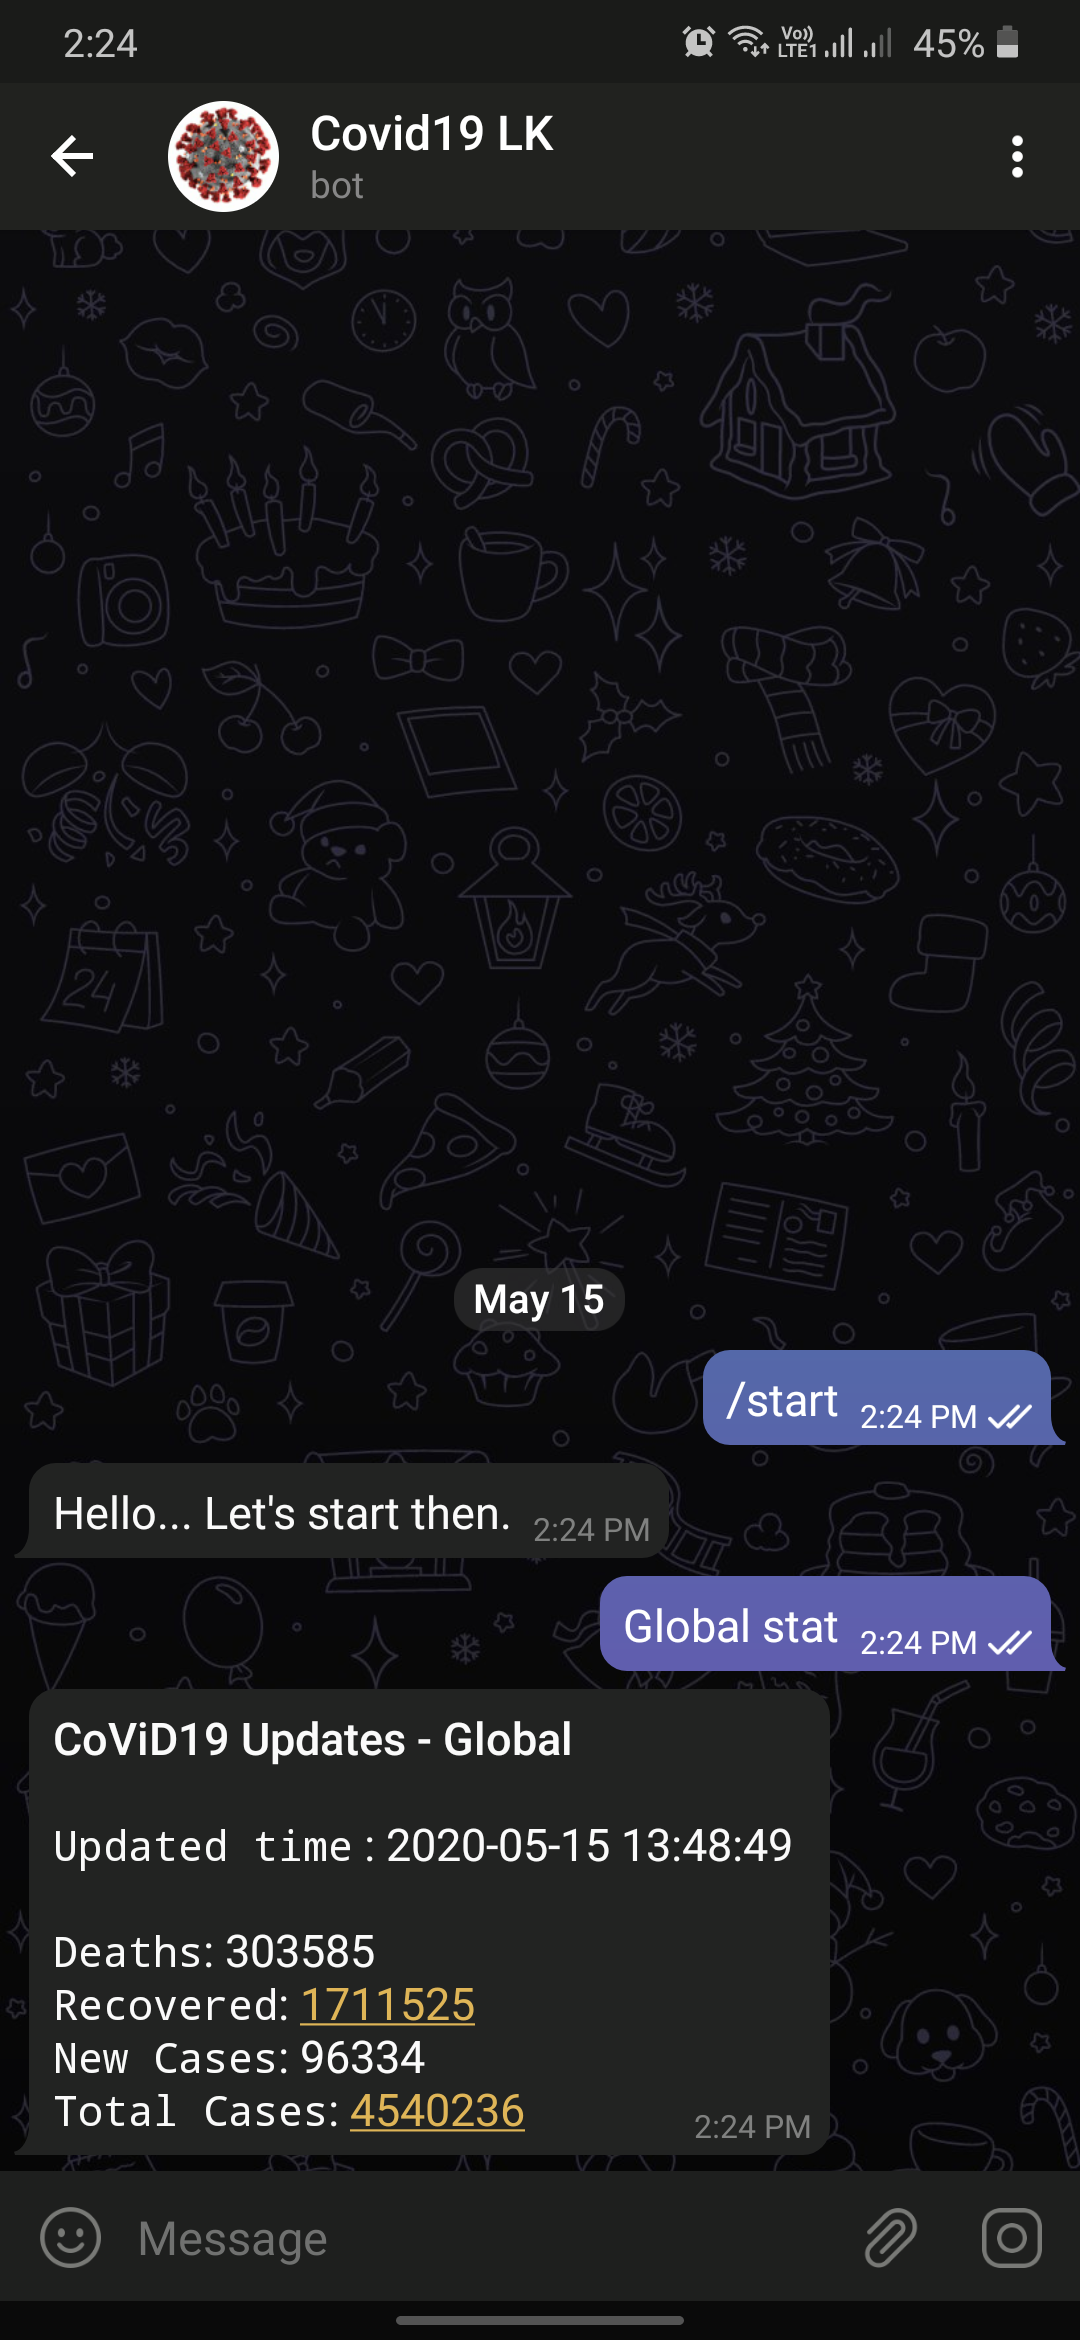 2:24
Vo)) LTE1
45%
Covid19 LK
bot
24
May 15
/start 2:24 PM
Hello... Let's start then. 2:24 PM
Global stat 2:24 PM
CoViD19 Updates - Global
Updated time : 2020-05-15 13:48:49
Deaths: 303585
Recovered: 1711525
New Cases: 96334
Total Cases: 4540236
2:24 PM
Message